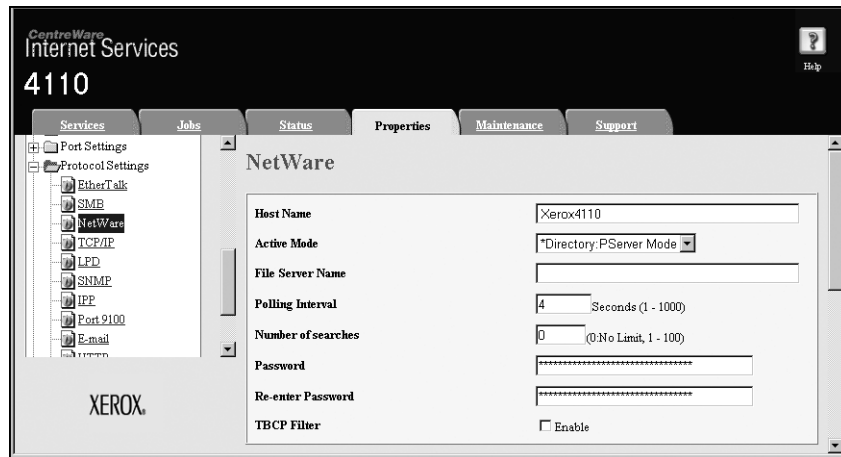 CentreWare
Internet Services
4110
Help
Services Jobs Status Properties Maintenance Support
Port Settings
Protocol Settings
EtherTalk
SMB
NetWare
TCP/IP
LPD
SNMP
IPP
Port 9100
E-mail
HTTP
XEROX.
NetWare
Host Name Xerox4110
Active Mode *Directory:PServer Mode
File Server Name
Polling Interval 4 Seconds (1 - 1000)
Number of searches 0 (0:No Limit, 1 - 100)
Password ******************************
Re-enter Password ******************************
TBCP Filter Enable